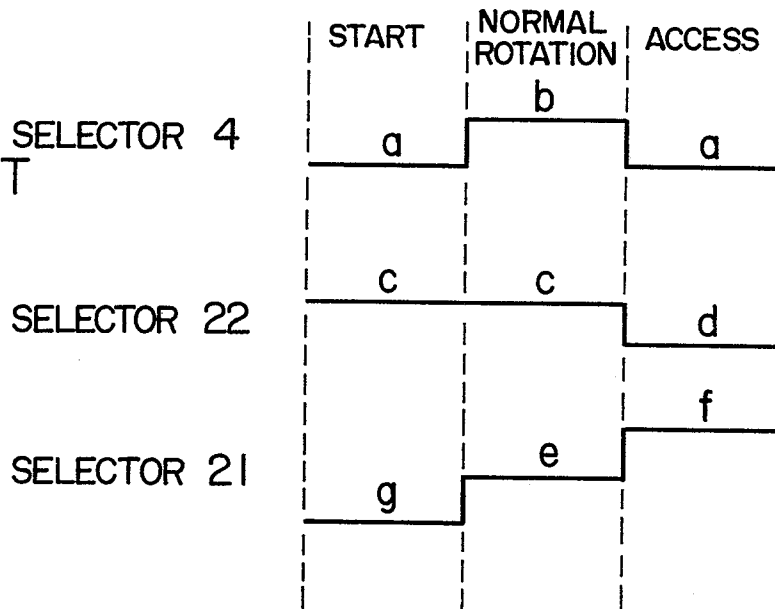 START
NORMAL
ROTATION
ACCESS
SELECTOR 4
a
b
a
T
SELECTOR 22
c
c
d
SELECTOR 21
g
e
f